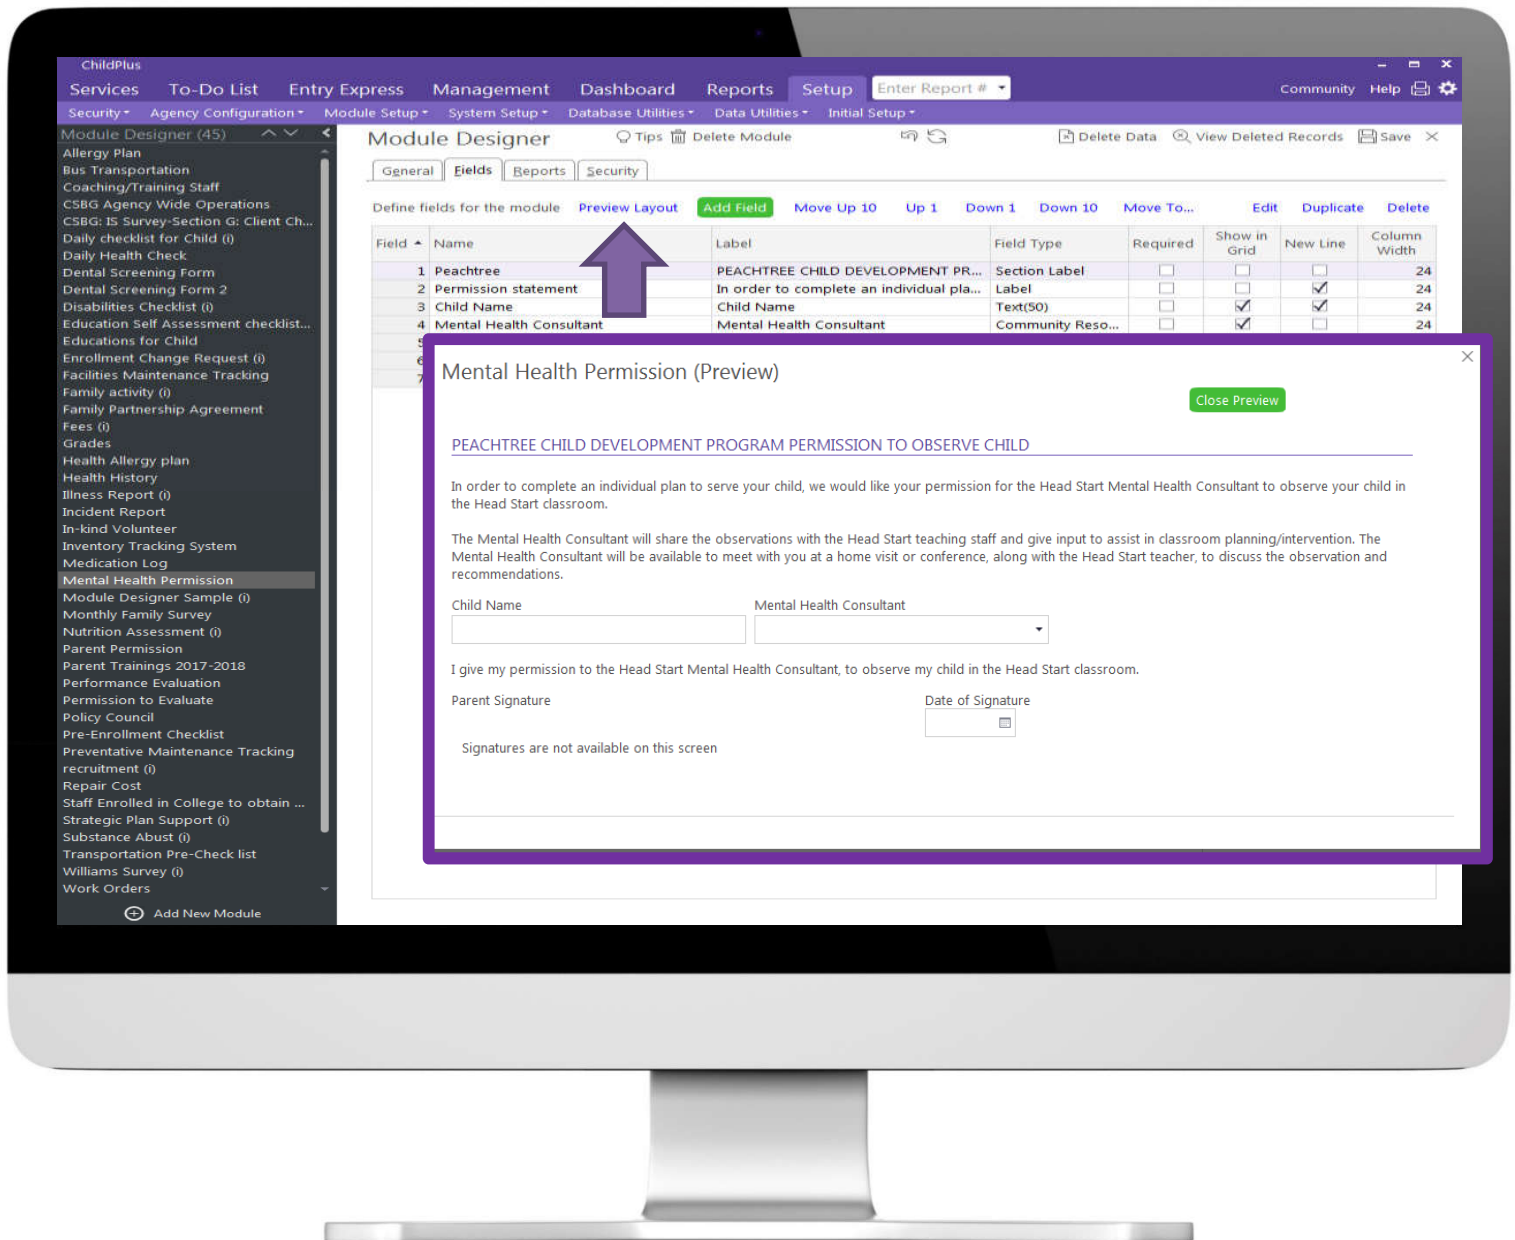 ChildPlus
Services To-Do List Entry Express Management Dashboard Reports Setup Enter Report # Community Help
Security Agency Configuration Module Setup System Setup Database Utilities Data Utilities Initial Setup
Module Designer (45)
Allergy Plan
Bus Transportation
Coaching/Training Staff
CSBG Agency Wide Operations
CSBG: IS Survey-Section G: Client Ch...
Daily checklist for Child (i)
Daily Health Check
Dental Screening Form
Dental Screening Form 2
Disabilities Checklist (i)
Education Self Assessment checklist...
Educations for Child
Enrollment Change Request (i)
Facilities Maintenance Tracking
Family activity (i)
Family Partnership Agreement
Fees (i)
Grades
Health Allergy plan
Health History
Illness Report (i)
Incident Report
In-kind Volunteer
Inventory Tracking System
Medication Log
Mental Health Permission
Module Designer Sample (i)
Monthly Family Survey
Nutrition Assessment (i)
Parent Permission
Parent Trainings 2017-2018
Performance Evaluation
Permission to Evaluate
Policy Council
Pre-Enrollment Checklist
Preventative Maintenance Tracking
recruitment (i)
Repair Cost
Staff Enrolled in College to obtain ...
Strategic Plan Support (i)
Substance Abust (i)
Transportation Pre-Check list
Williams Survey (i)
Work Orders
Add New Module
Module Designer Tips Delete Module Delete Data View Deleted Records Save
General Fields Reports Security
Define fields for the module Preview Layout Add Field Move Up 10 Up 1 Down 1 Down 10 Move To... Edit Duplicate Delete
Field Name Label Field Type Required Show in Grid New Line Column Width
1 Peachtree PEACHTREE CHILD DEVELOPMENT PR... Section Label 24
2 Permission statement In order to complete an individual pla... Label 24
3 Child Name Child Name Text(50) 24
4 Mental Health Consultant Mental Health Consultant Community Reso... 24
Mental Health Permission (Preview)
Close Preview
PEACHTREE CHILD DEVELOPMENT PROGRAM PERMISSION TO OBSERVE CHILD
In order to complete an individual plan to serve your child, we would like your permission for the Head Start Mental Health Consultant to observe your child in
the Head Start classroom.
The Mental Health Consultant will share the observations with the Head Start teaching staff and give input to assist in classroom planning/intervention. The
Mental Health Consultant will be available to meet with you at a home visit or conference, along with the Head Start teacher, to discuss the observation and
recommendations.
Child Name Mental Health Consultant
I give my permission to the Head Start Mental Health Consultant, to observe my child in the Head Start classroom.
Parent Signature Date of Signature
Signatures are not available on this screen